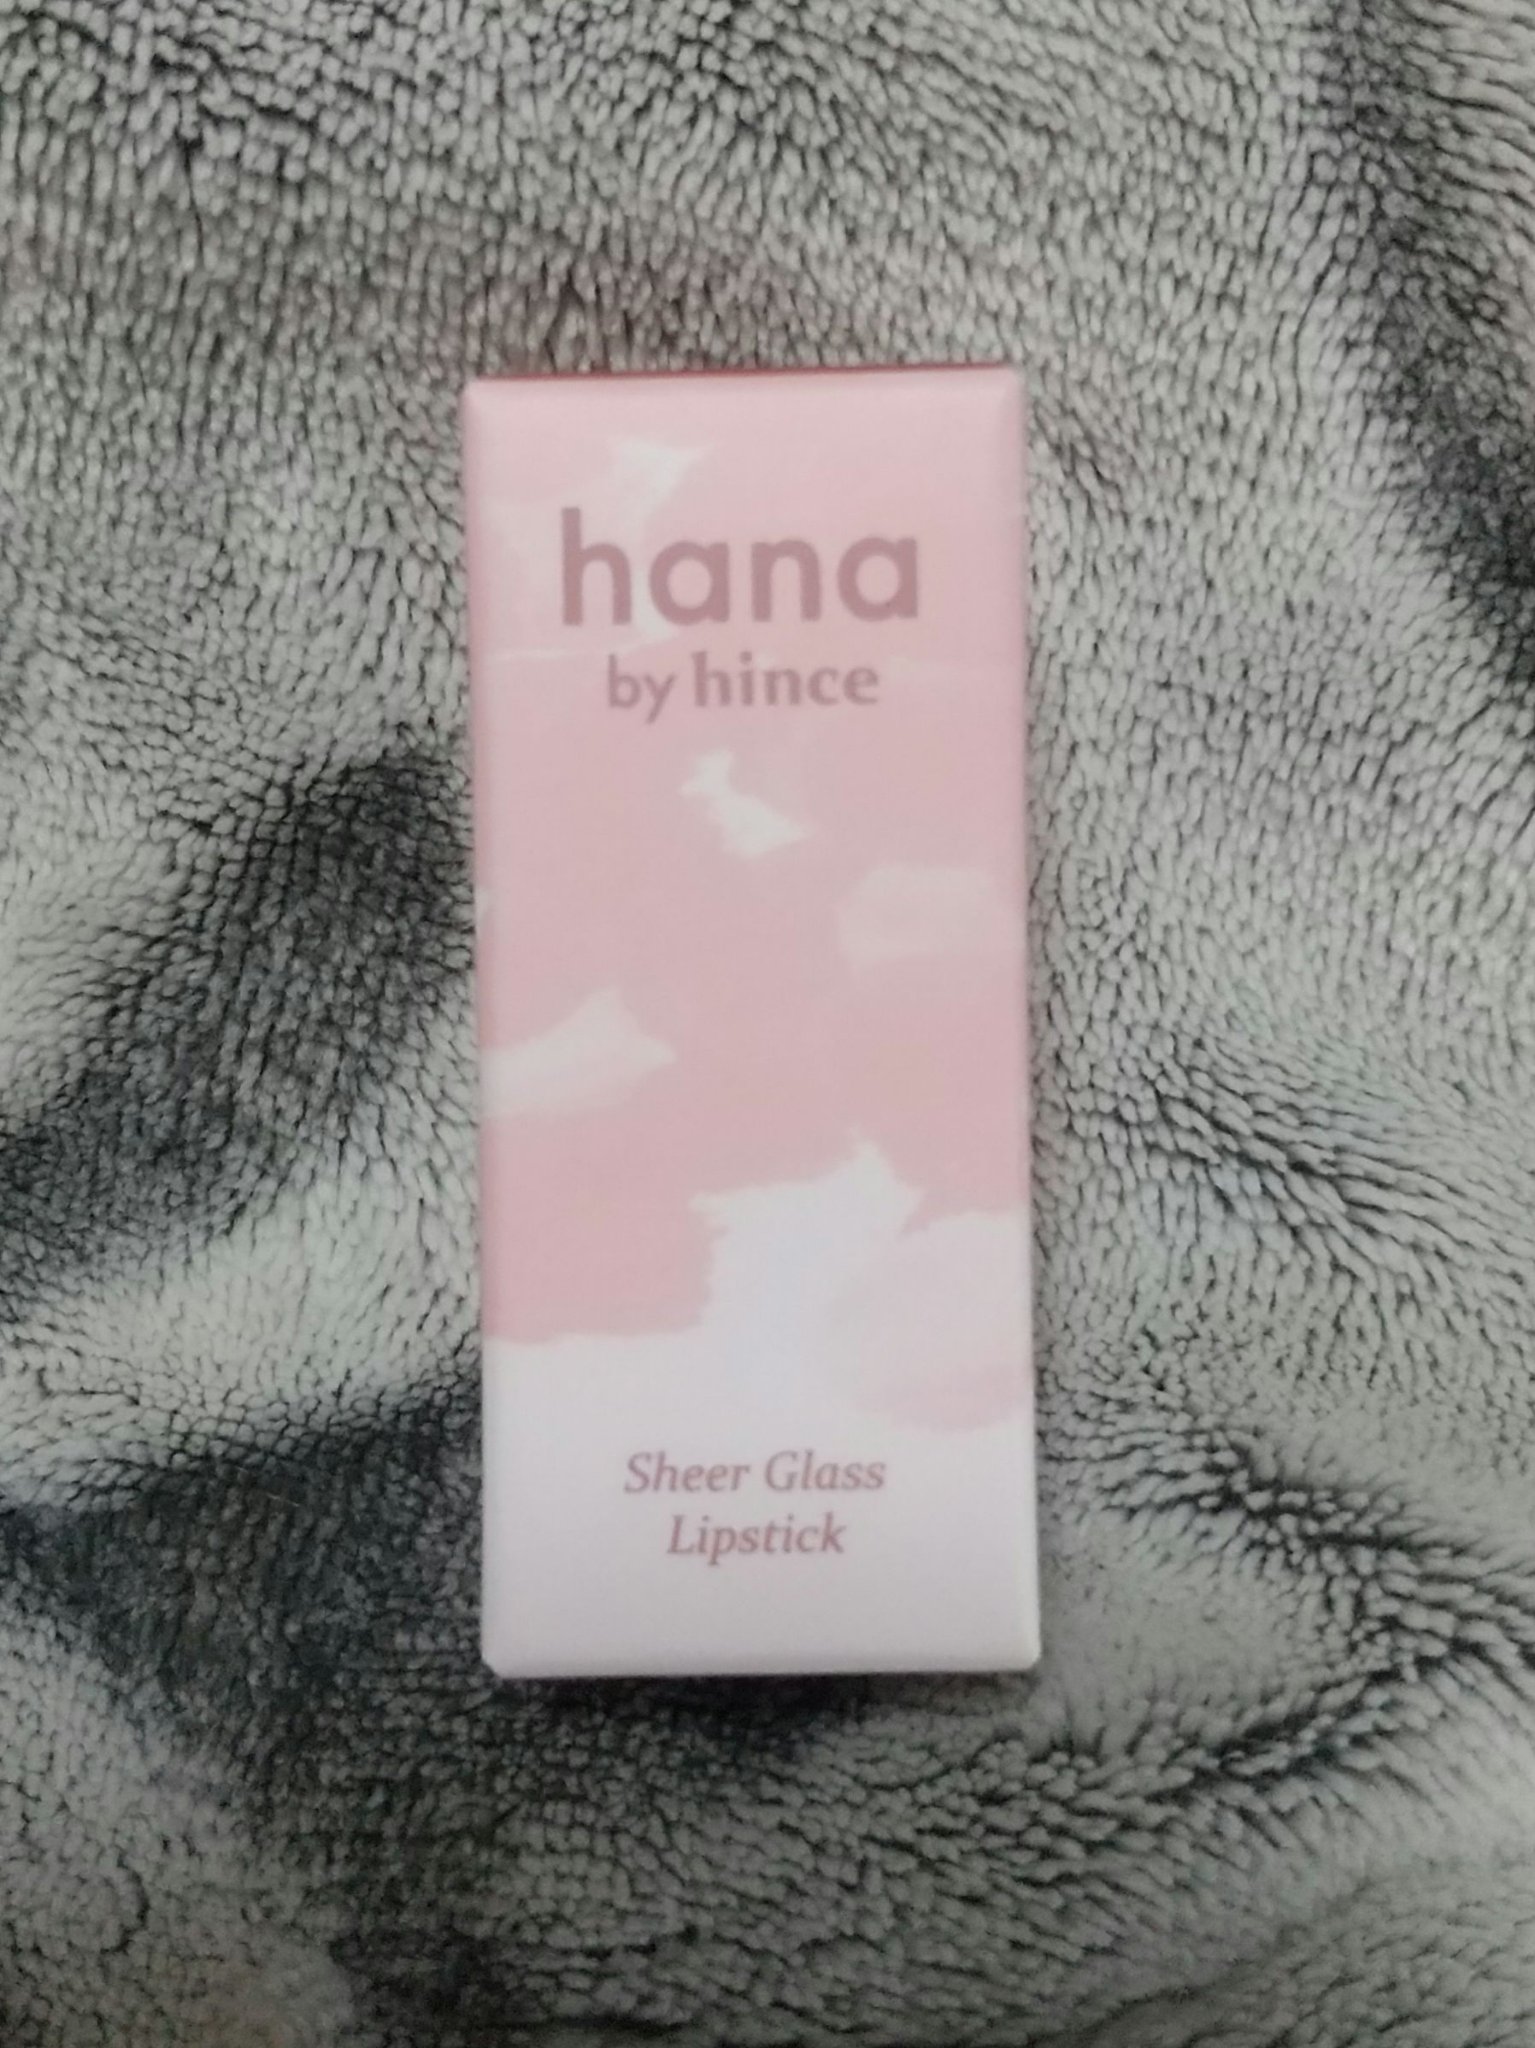 hana
by hince
Sheer Glass
Lipstick